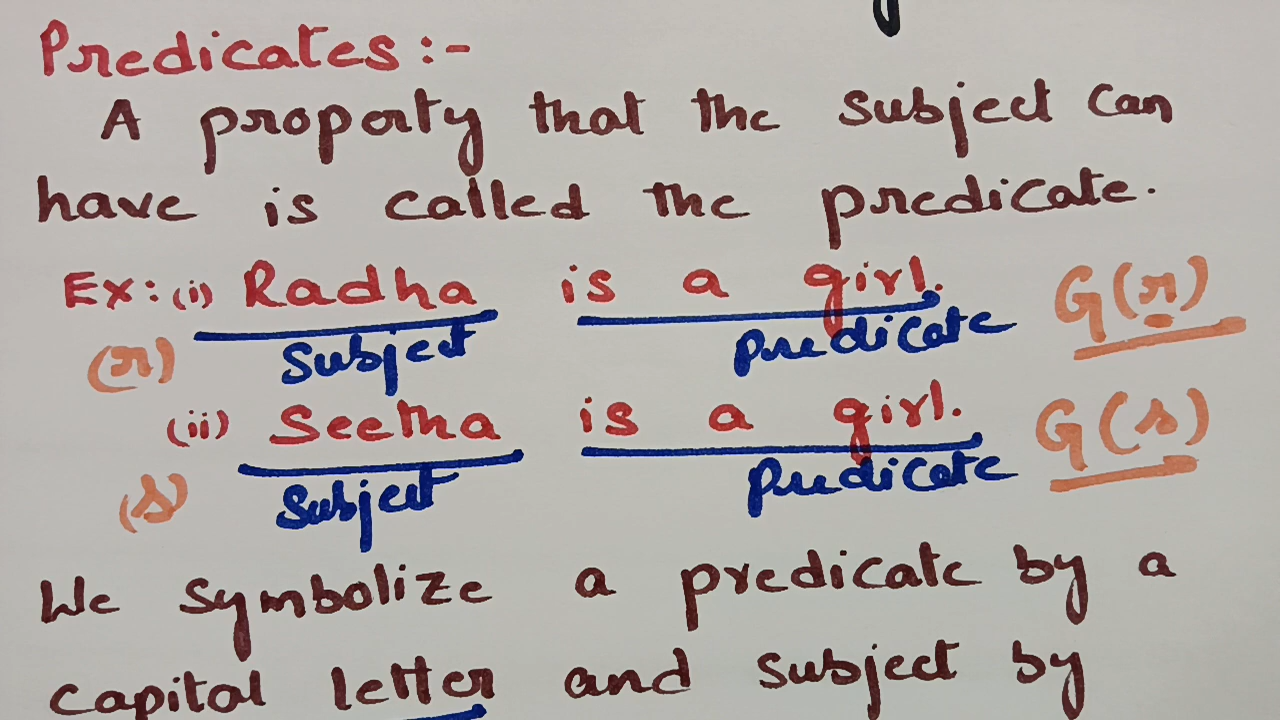 Predicates:-
A property that the subject can
have is called the predicate.
Ex: (i) Radha is a girl. G(r)
(r) Subject Predicate
(ii) Seetha is a girl. G(s)
(s) Subject Predicate
We symbolize a predicate by a
capital letter and subject by